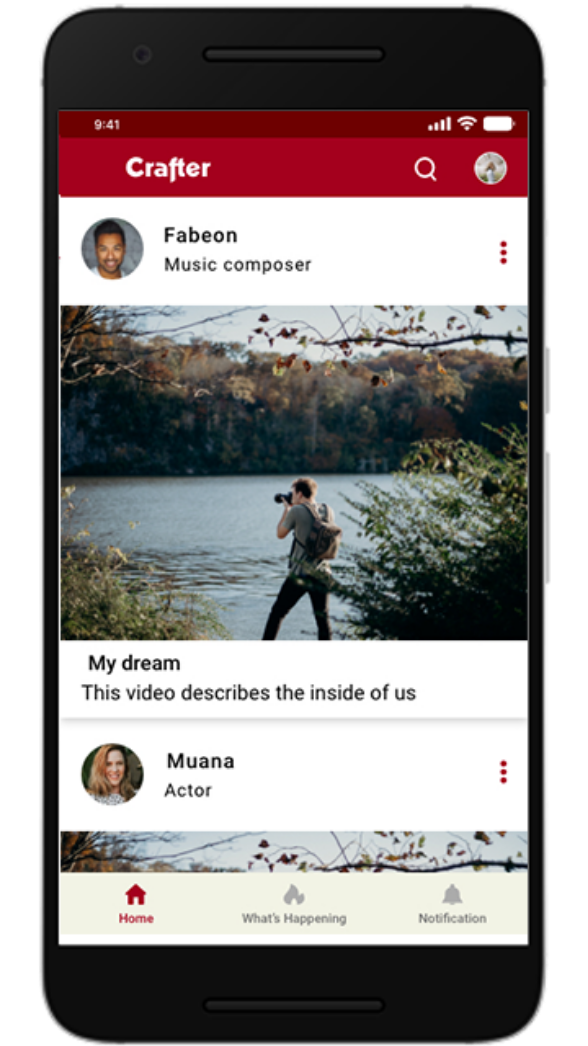 9:41
Crafter
Fabeon
Music composer
My dream
This video describes the inside of us
Muana
Actor
Home
What's Happening
Notification